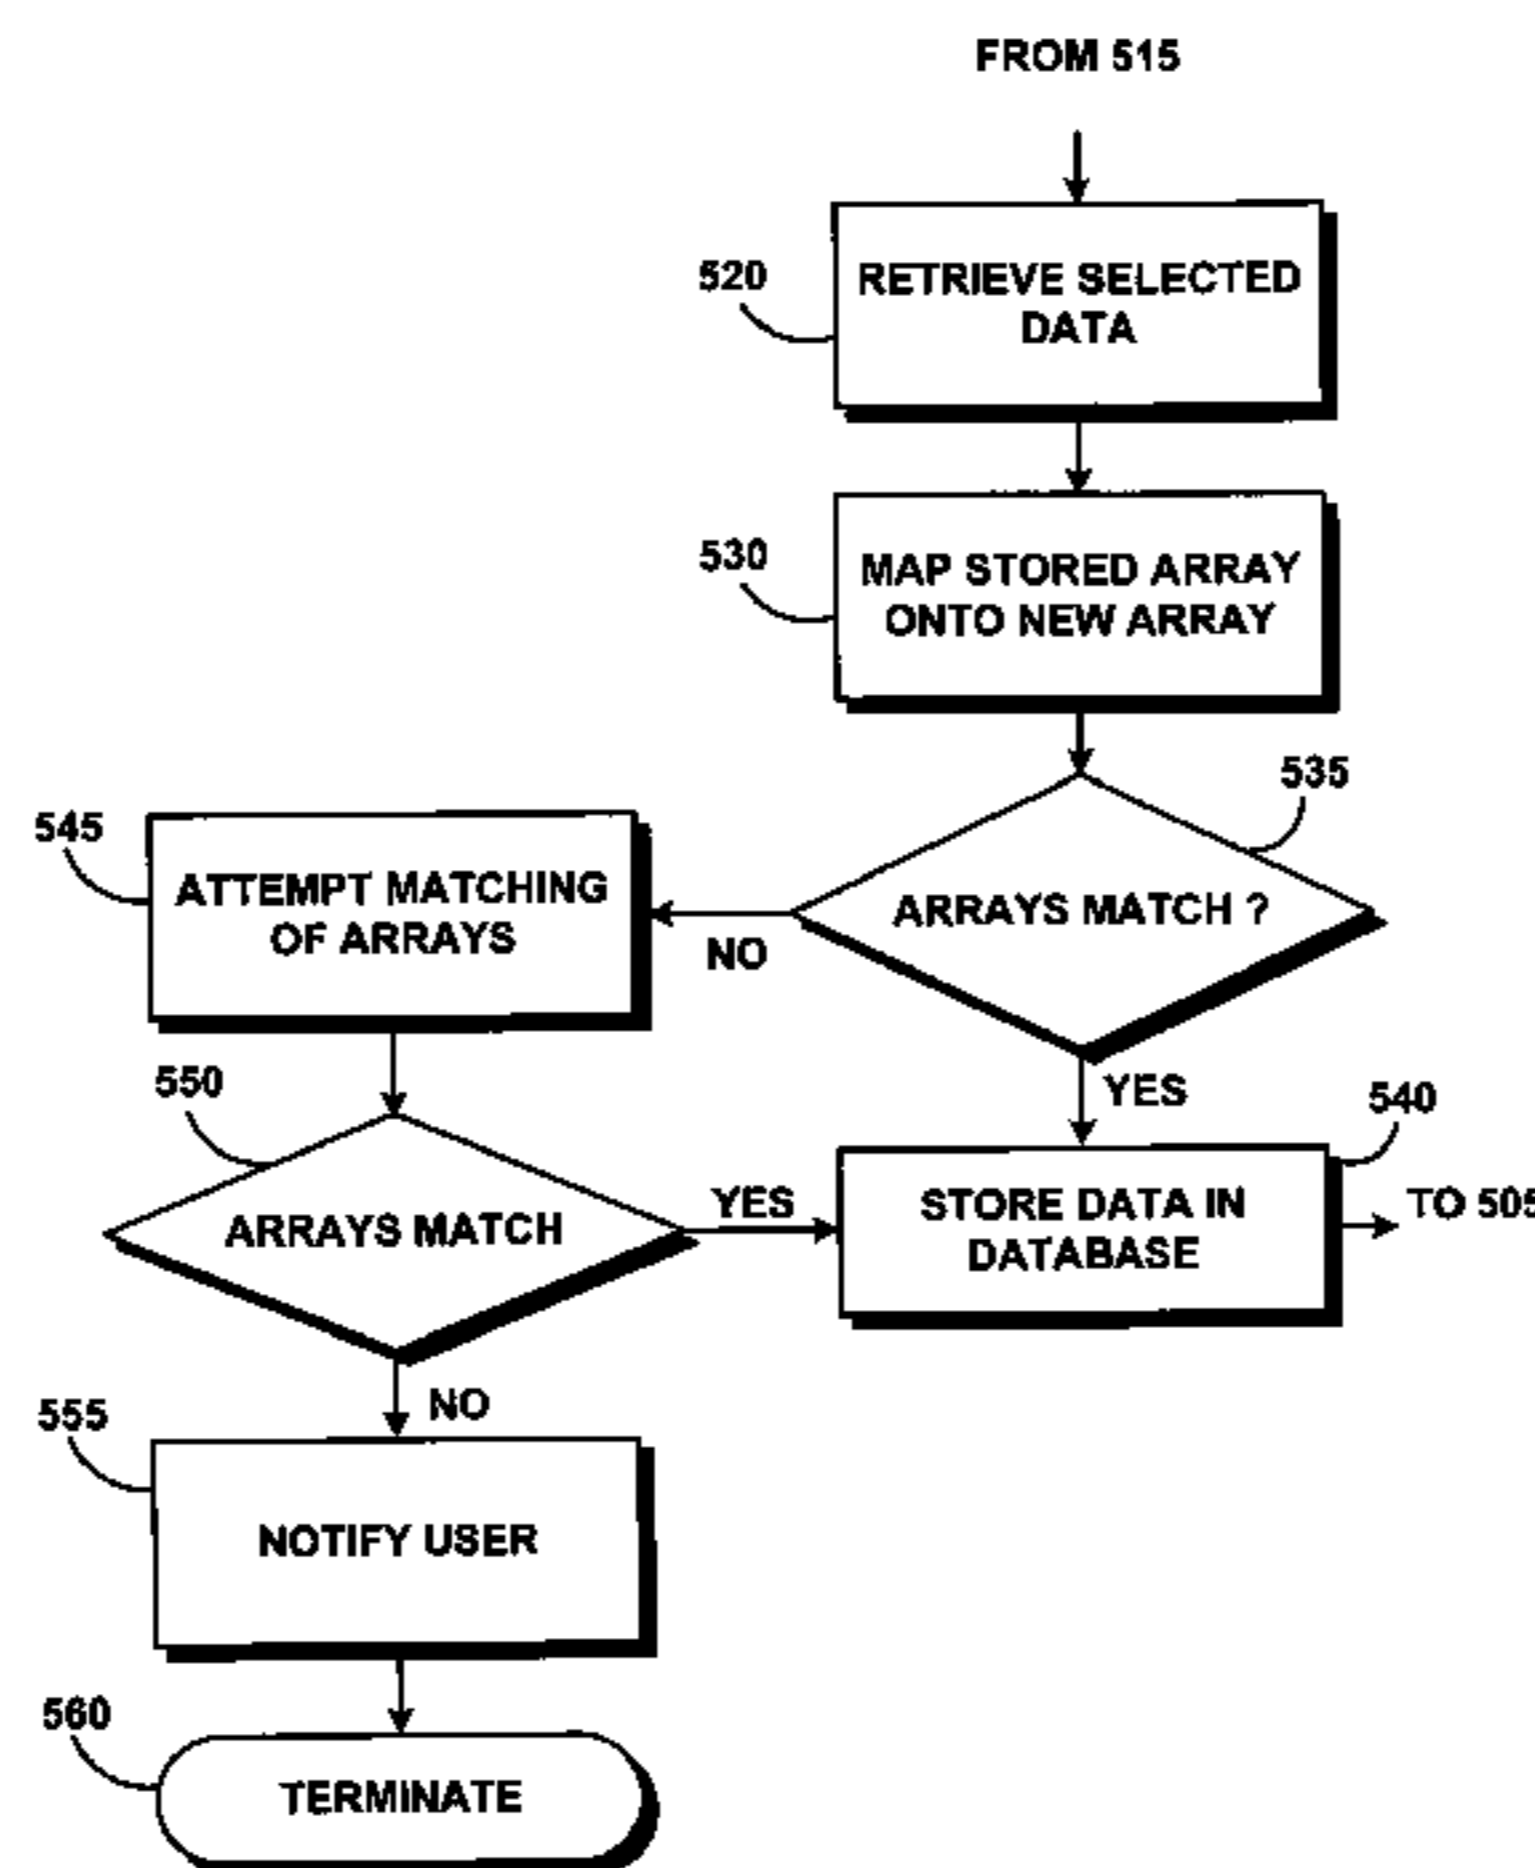 FROM 515
520
RETRIEVE SELECTED
DATA
530
MAP STORED ARRAY
ONTO NEW ARRAY
535
ARRAYS MATCH ?
545
ATTEMPT MATCHING
OF ARRAYS
NO
YES
550
ARRAYS MATCH
YES
540
STORE DATA IN
DATABASE
TO 505
NO
555
NOTIFY USER
560
TERMINATE